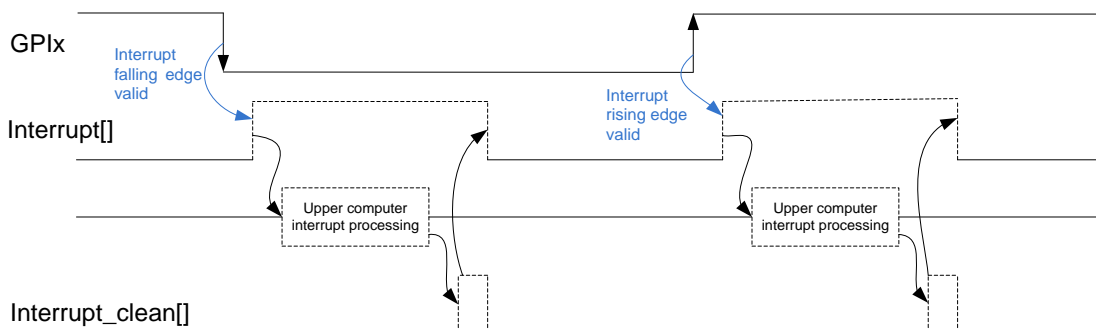 GPIx
Interrupt
falling edge
valid
Interrupt
rising edge
valid
Interrupt[]
Upper computer
interrupt processing
Upper computer
interrupt processing
Interrupt_clean[]